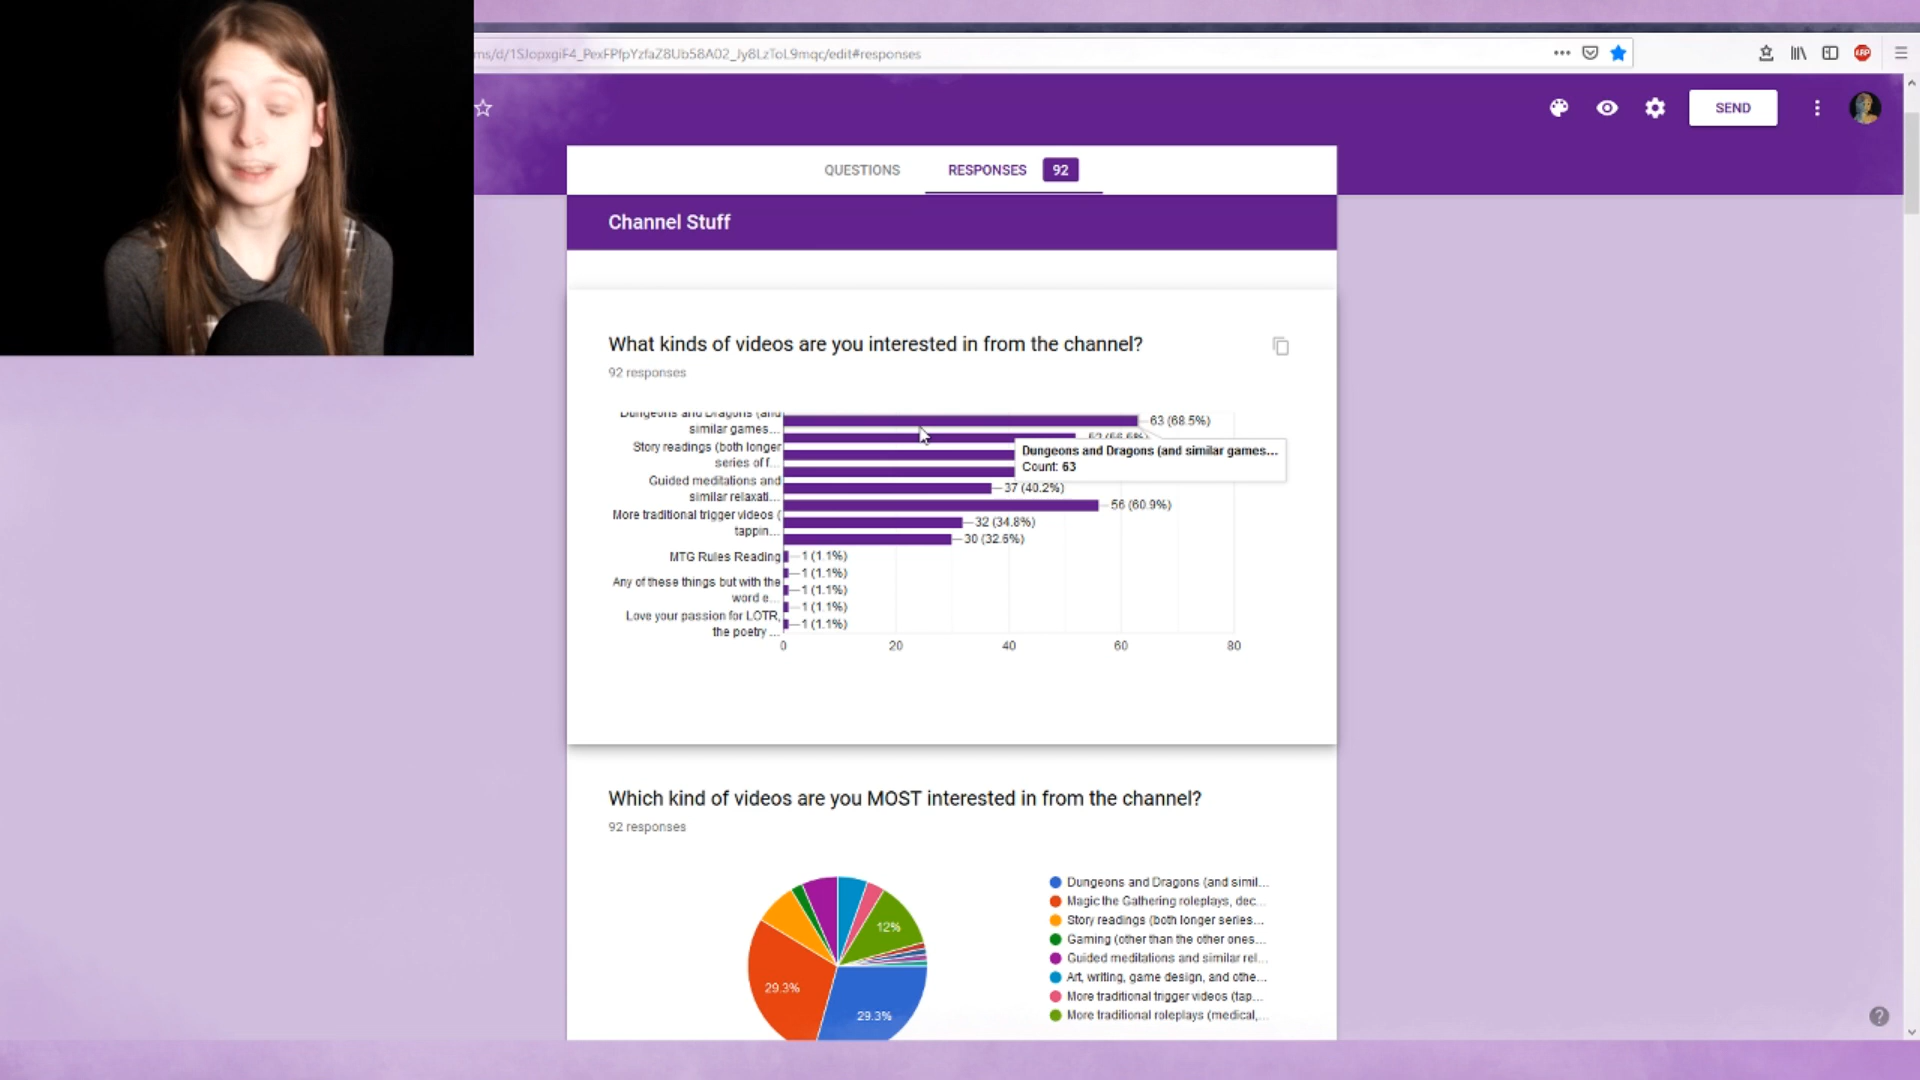 ms/d/1SJopxgiF4_PexFPfpYzfaZ8Ub58A02_Jy8LzToL9mqc/edit#responses
SEND
QUESTIONS
RESPONSES 92
Channel Stuff
What kinds of videos are you interested in from the channel?
92 responses
Dungeons and Dragons (and
similar games...
63 (68.5%)
Story readings (both longer
series of f...
Dungeons and Dragons (and similar games...
Count: 63
Guided meditations and
similar relaxati...
37 (40.2%)
56 (60.9%)
More traditional trigger videos (
tappin...
32 (34.8%)
30 (32.6%)
MTG Rules Reading
1 (1.1%)
1 (1.1%)
Any of these things but with the
word e...
1 (1.1%)
1 (1.1%)
Love your passion for LOTR,
the poetry ...
1 (1.1%)
0 20 40 60 80
Which kind of videos are you MOST interested in from the channel?
92 responses
12%
29.3%
29.3%
Dungeons and Dragons (and simil...
Magic the Gathering roleplays, dec...
Story readings (both longer series...
Gaming (other than the other ones...
Guided meditations and similar rel...
Art, writing, game design, and othe...
More traditional trigger videos (tap...
More traditional roleplays (medical,...